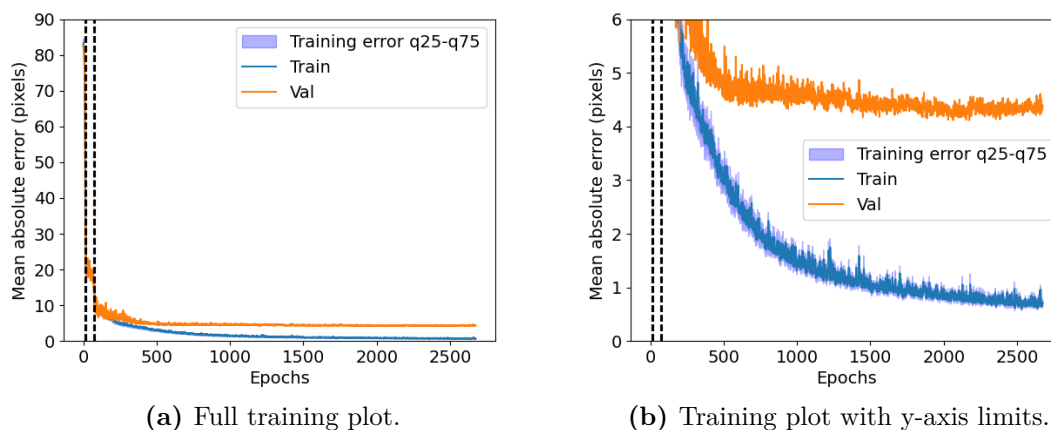 90
80
70
60
50
40
30
20
10
0
Mean absolute error (pixels)
Training error q25-q75
Train
Val
0 500 1000 1500 2000 2500
Epochs
(a) Full training plot.
6
5
4
3
2
1
0
Mean absolute error (pixels)
Training error q25-q75
Train
Val
0 500 1000 1500 2000 2500
Epochs
(b) Training plot with y-axis limits.